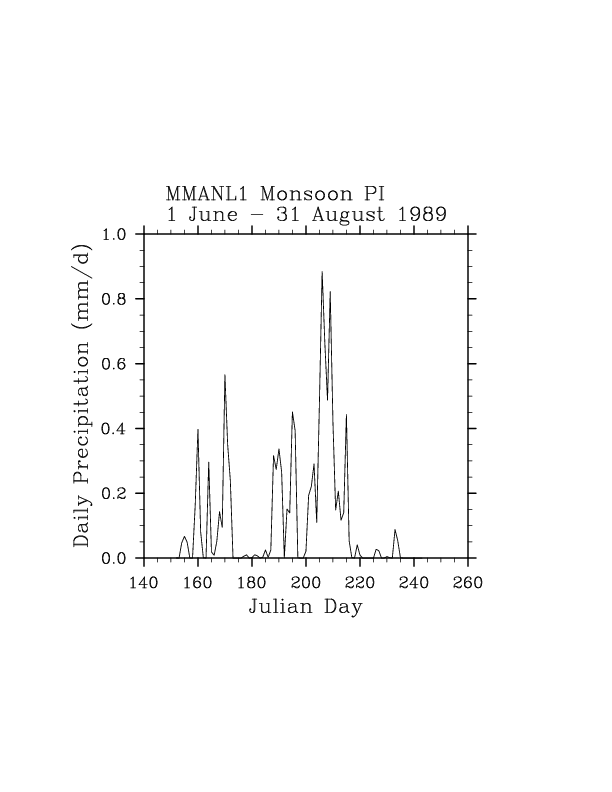 MMANL1 Monsoon PI
1 June – 31 August 1989
Daily Precipitation (mm/d)
1.0
0.8
0.6
0.4
0.2
0.0
140 160 180 200 220 240 260
Julian Day